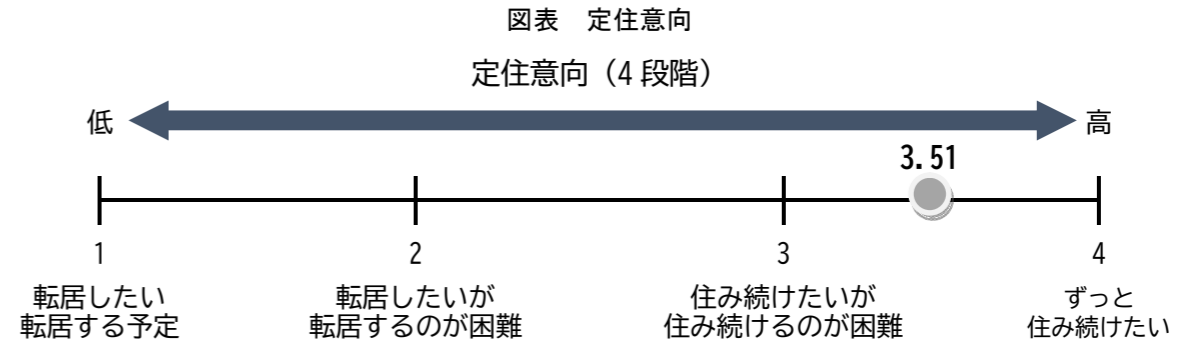 図表　定住意向
定住意向（4 段階）
低
高
3.51
1
2
3
4
転居したい
転居する予定
転居したいが
転居するのが困難
住み続けたいが
住み続けるのが困難
ずっと
住み続けたい